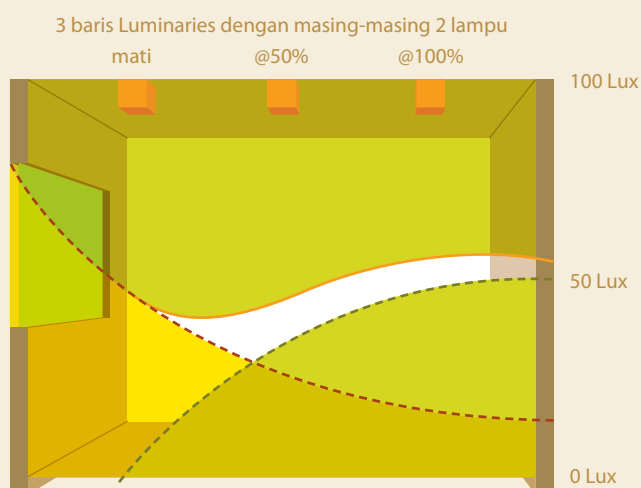 3 baris Luminaries dengan masing-masing 2 lampu
mati @50% @100%
100 Lux
50 Lux
0 Lux